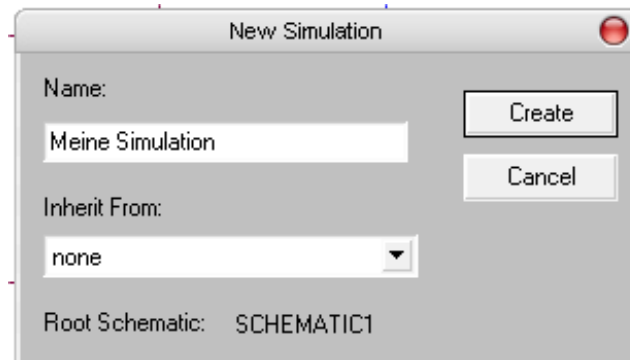 New Simulation
Name:
Create
Meine Simulation
Cancel
Inherit From:
none
Root Schematic: SCHEMATIC1